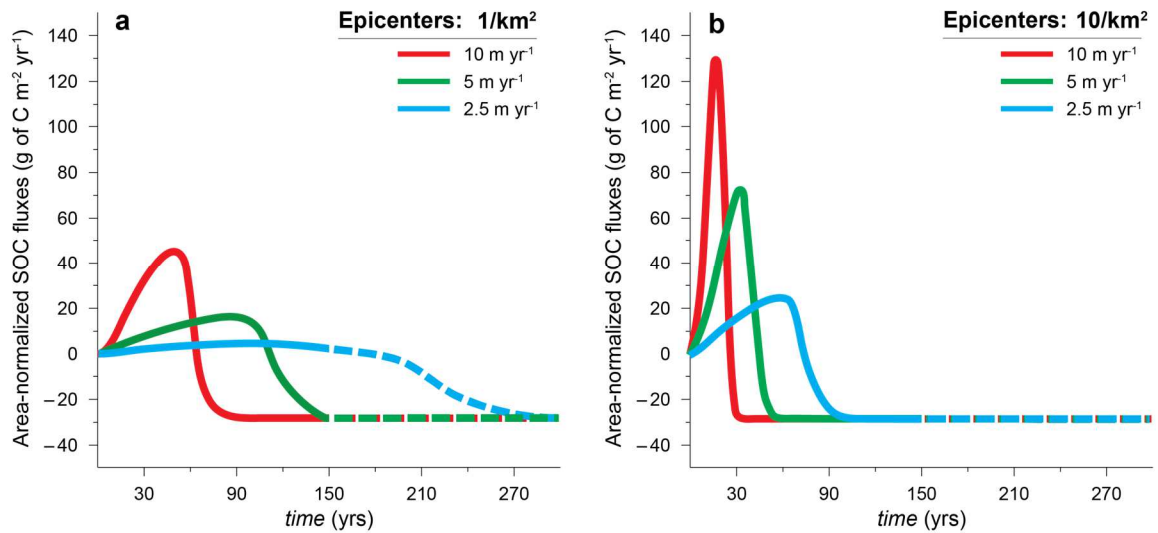 a
Epicenters: 1/km²
10 m yr⁻¹
5 m yr⁻¹
2.5 m yr⁻¹
Area-normalized SOC fluxes (g of C m⁻² yr⁻¹)
140
120
100
80
60
40
20
0
−20
−40
30
90
150
210
270
time (yrs)
b
Epicenters: 10/km²
10 m yr⁻¹
5 m yr⁻¹
2.5 m yr⁻¹
Area-normalized SOC fluxes (g of C m⁻² yr⁻¹)
140
120
100
80
60
40
20
0
−20
−40
30
90
150
210
270
time (yrs)